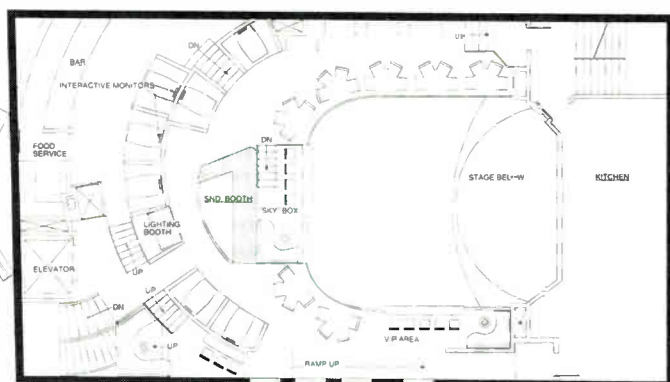 DN
UP
BAR
INTERACTIVE MONITORS
FOOD
SERVICE
DN
STAGE BEL
KITCHEN
SND. BOOTH
SKY BOX
LIGHTING
BOOTH
ELEVATOR
UP
UP
DN
UP
V.I.P AREA
RAMP UP